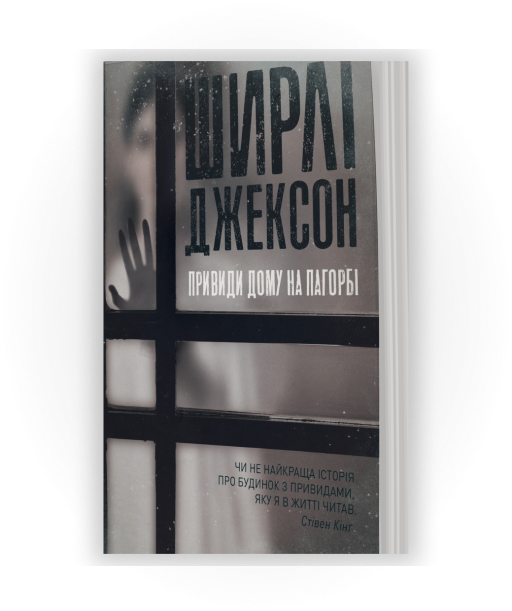 ШИРЛІ
ДЖЕКСОН
ПРИВИДИ ДОМУ НА ПАГОРБІ
ЧИ НЕ НАЙКРАЩА ІСТОРІЯ
ПРО БУДИНОК З ПРИВИДАМИ,
ЯКУ Я В ЖИТТІ ЧИТАВ
Стівен Кінг